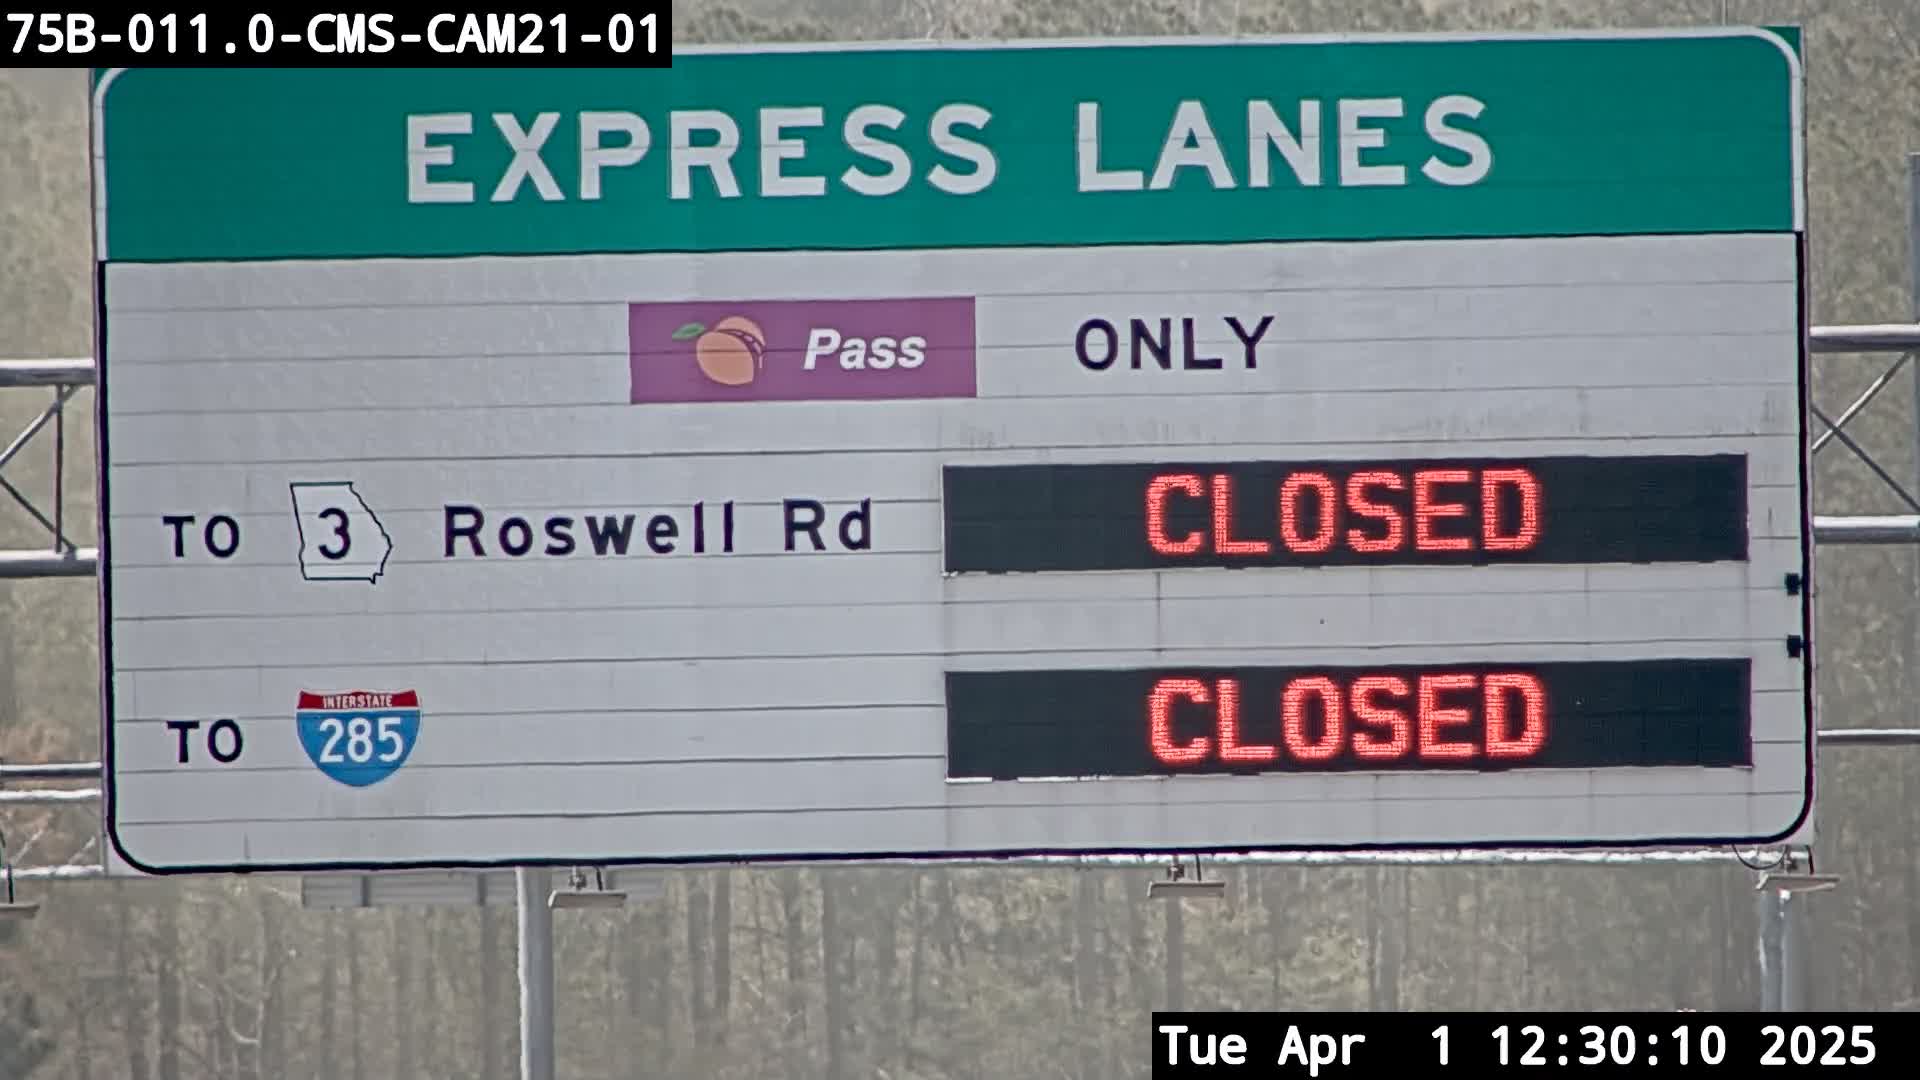 75B-011.0-CMS-CAM21-01
EXPRESS LANES
Pass ONLY
TO 3 Roswell Rd CLOSED
TO INTERSTATE 285 CLOSED
Tue Apr 1 12:30:10 2025